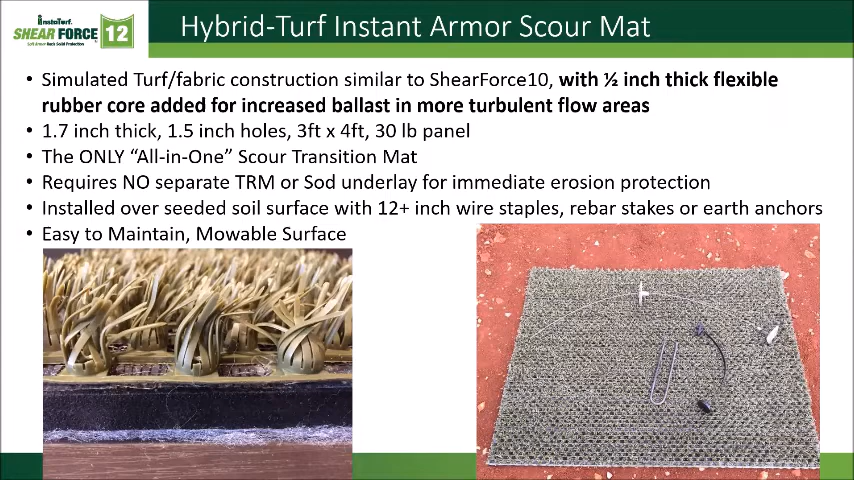 InstaTurf.
SHEAR FORCE 12
Soft Armor Rock Solid Protection
Hybrid-Turf Instant Armor Scour Mat
• Simulated Turf/fabric construction similar to ShearForce10, with ½ inch thick flexible
rubber core added for increased ballast in more turbulent flow areas
• 1.7 inch thick, 1.5 inch holes, 3ft x 4ft, 30 lb panel
• The ONLY “All-in-One” Scour Transition Mat
• Requires NO separate TRM or Sod underlay for immediate erosion protection
• Installed over seeded soil surface with 12+ inch wire staples, rebar stakes or earth anchors
• Easy to Maintain, Mowable Surface